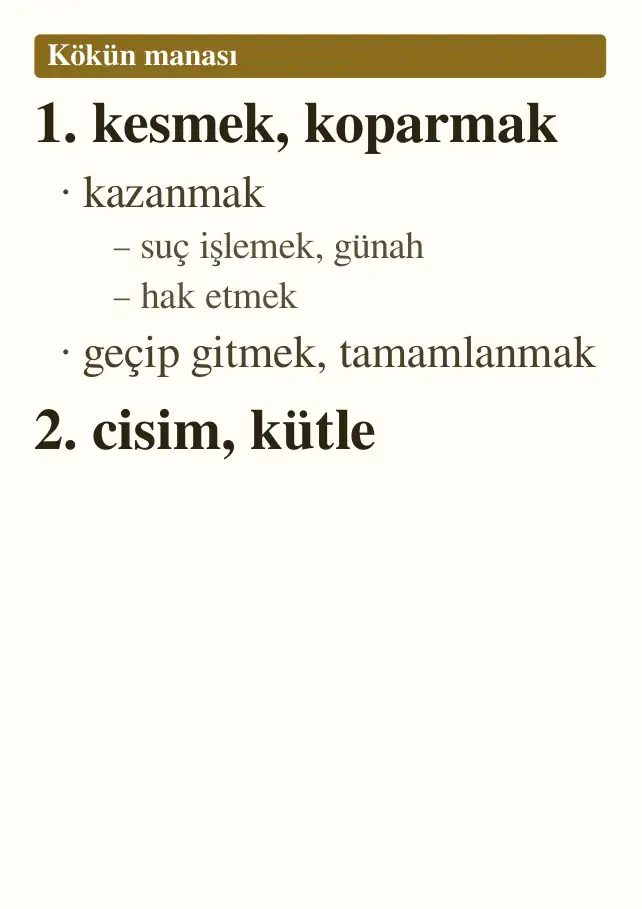 Kökün manası
1. kesmek, koparmak
· kazanmak
– suç işlemek, günah
– hak etmek
· geçip gitmek, tamamlanmak
2. cisim, kütle